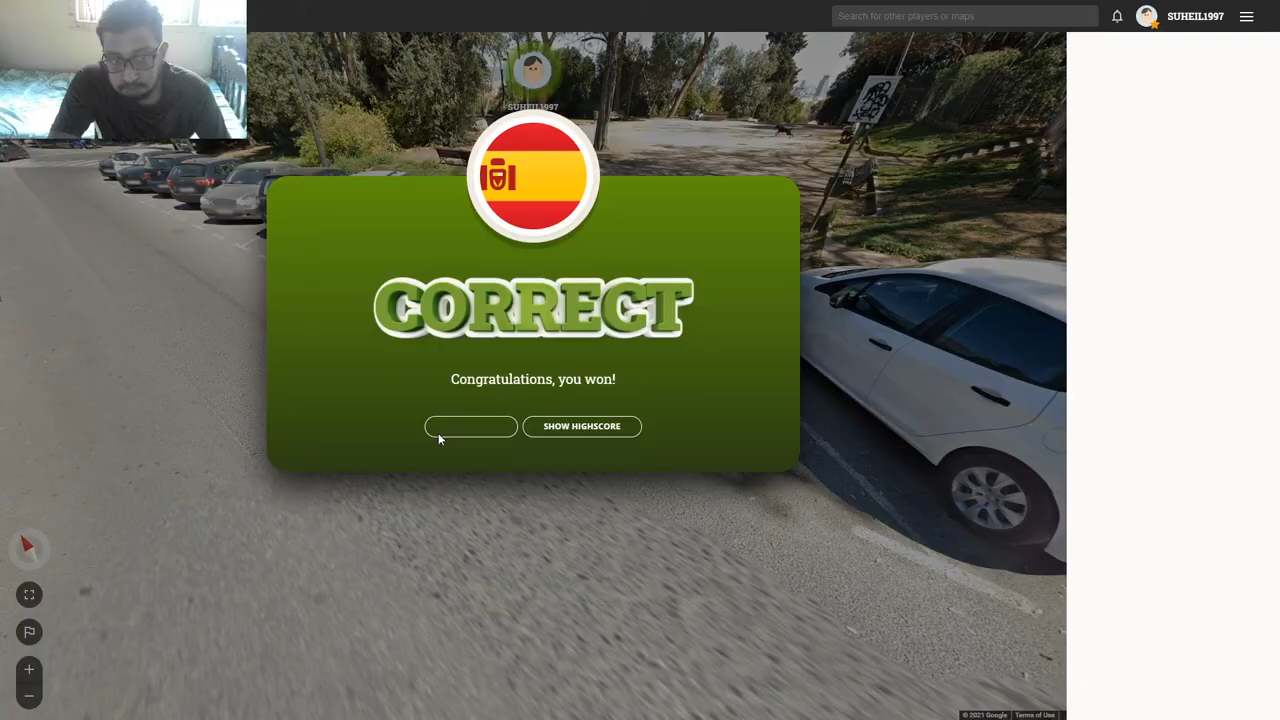 Search for other players or maps
SUHEIL1997
SUHEIL1997
CORRECT
Congratulations, you won!
SHOW HIGHSCORE
© 2021 Google
Terms of Use